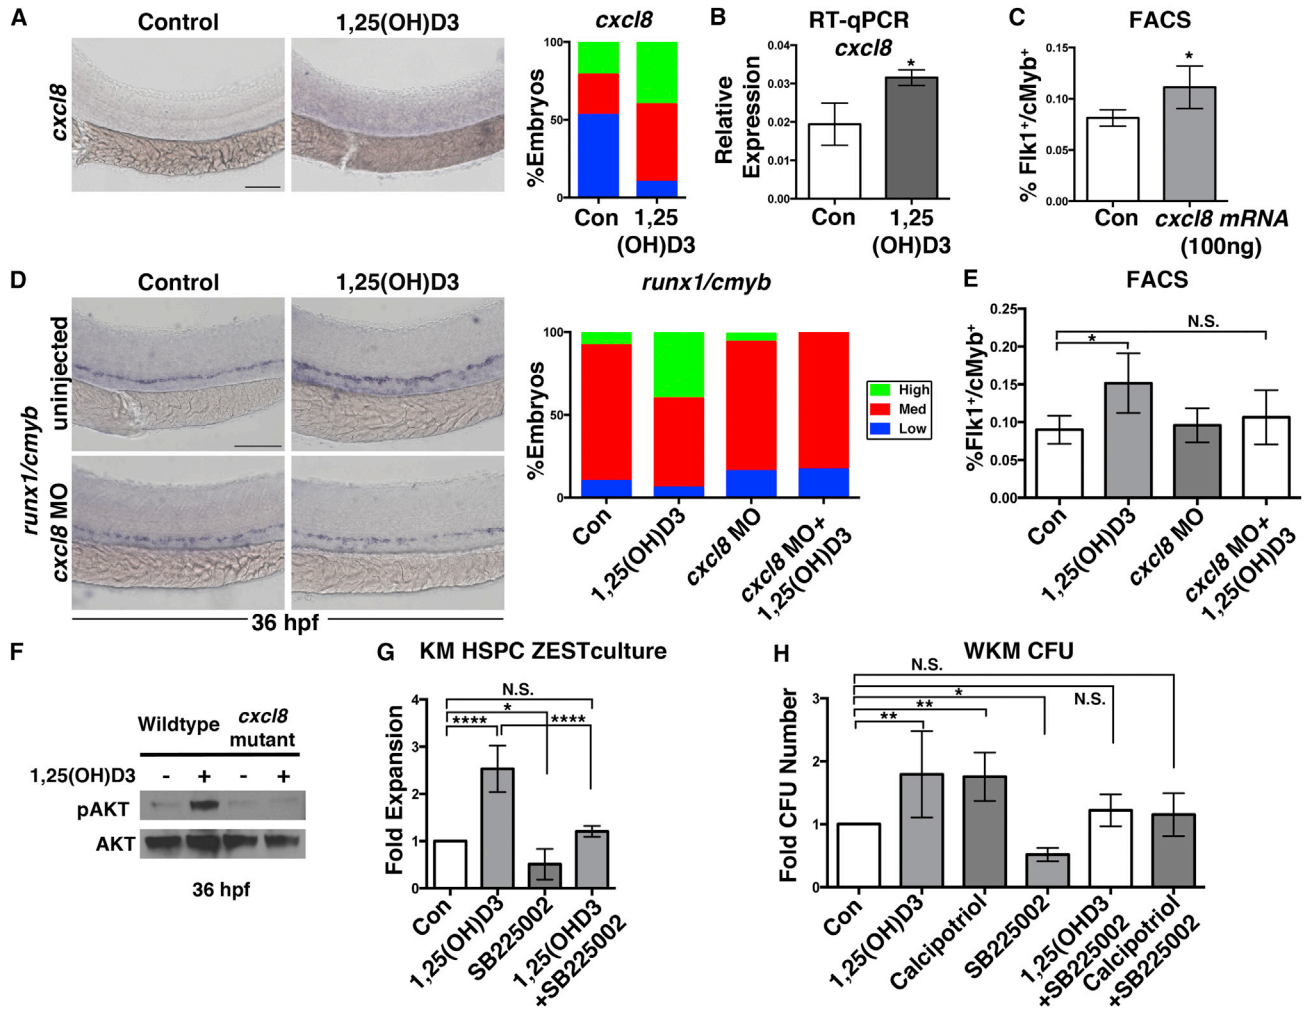 A
Control
1,25(OH)D3
cxcl8
cxcl8
%Embryos
100
50
0
Con
1,25
(OH)D3
B
RT-qPCR
cxcl8
Relative
Expression
0.04
0.03
0.02
0.01
0.00
*
Con
1,25
(OH)D3
C
FACS
% Flk1+/cMyb+
0.15
0.10
0.05
0.00
*
Con
cxcl8 mRNA
(100ng)
D
Control
1,25(OH)D3
runx1/cmyb
uninjected
cxcl8 MO
36 hpf
runx1/cmyb
%Embryos
100
50
0
Con
1,25(OH)D3
cxcl8 MO
cxcl8 MO+
1,25(OH)D3
High
Med
Low
E
FACS
%Flk1+/cMyb+
0.25
0.20
0.15
0.10
0.05
0.00
N.S.
*
Con
1,25(OH)D3
cxcl8 MO
cxcl8 MO+
1,25(OH)D3
F
Wildtype
cxcl8
mutant
1,25(OH)D3 - + - +
pAKT
AKT
36 hpf
G
KM HSPC ZESTculture
Fold Expansion
4
3
2
1
0
N.S.
*
**** ****
Con
1,25(OH)D3
SB225002
1,25(OHD3
+SB225002
H
WKM CFU
Fold CFU Number
3
2
1
0
N.S.
N.S.
*
**
**
Con
1,25(OH)D3
Calcipotriol
SB225002
1,25(OHD3
+SB225002
Calcipotriol
+SB225002